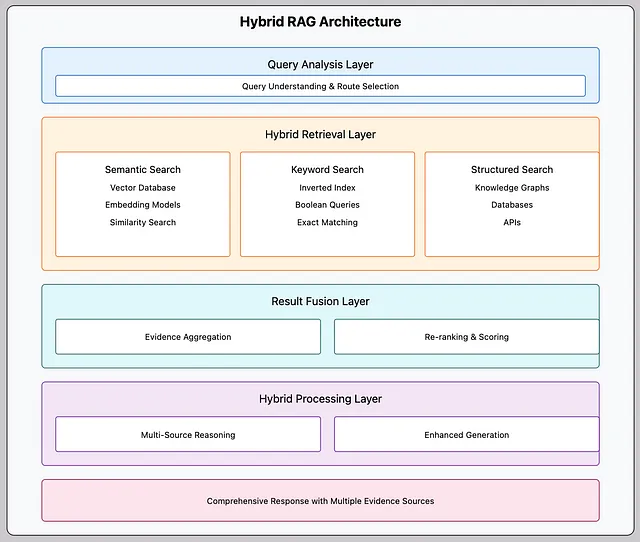 Hybrid RAG Architecture
Query Analysis Layer
Query Understanding & Route Selection
Hybrid Retrieval Layer
Semantic Search
Vector Database
Embedding Models
Similarity Search
Keyword Search
Inverted Index
Boolean Queries
Exact Matching
Structured Search
Knowledge Graphs
Databases
APIs
Result Fusion Layer
Evidence Aggregation
Re-ranking & Scoring
Hybrid Processing Layer
Multi-Source Reasoning
Enhanced Generation
Comprehensive Response with Multiple Evidence Sources